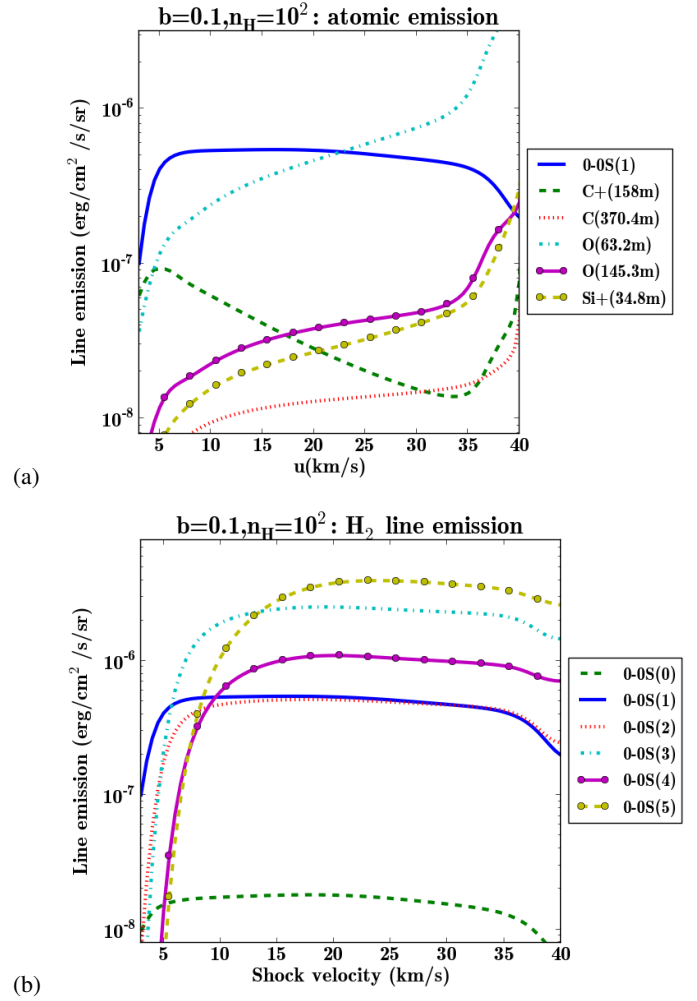 b=0.1,n_H=10^2: atomic emission
Line emission (erg/cm^2 /s/sr)
10^-6
10^-7
10^-8
5 10 15 20 25 30 35 40
u(km/s)
0-0S(1)
C+(158m)
C(370.4m)
O(63.2m)
O(145.3m)
Si+(34.8m)
(a)
b=0.1,n_H=10^2: H_2 line emission
Line emission (erg/cm^2 /s/sr)
10^-6
10^-7
10^-8
5 10 15 20 25 30 35 40
Shock velocity (km/s)
0-0S(0)
0-0S(1)
0-0S(2)
0-0S(3)
0-0S(4)
0-0S(5)
(b)